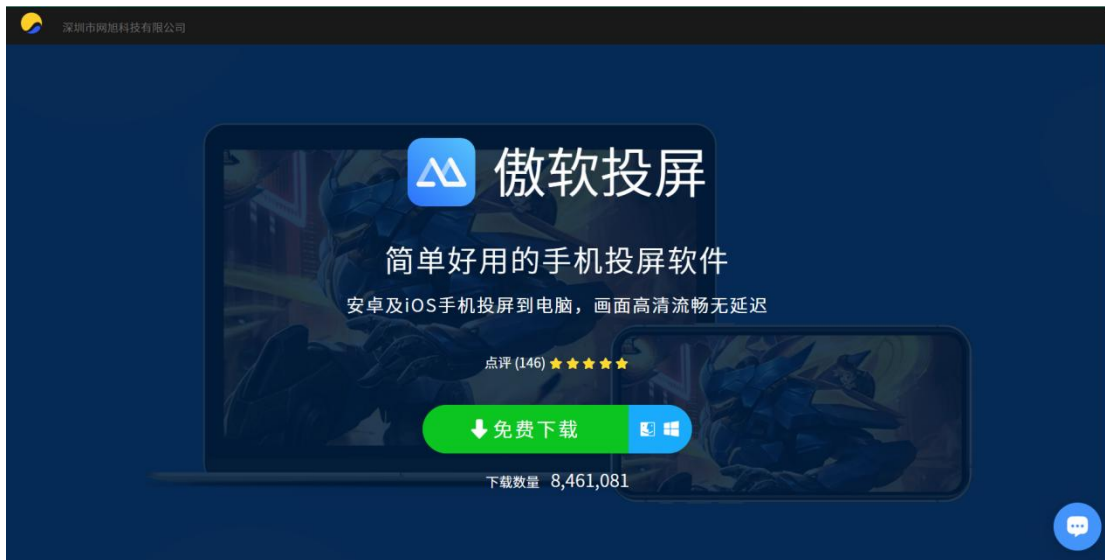 深圳市网旭科技有限公司
傲软投屏
简单好用的手机投屏软件
安卓及iOS手机投屏到电脑，画面高清流畅无延迟
点评 (146)
免费下载
下载数量 8,461,081